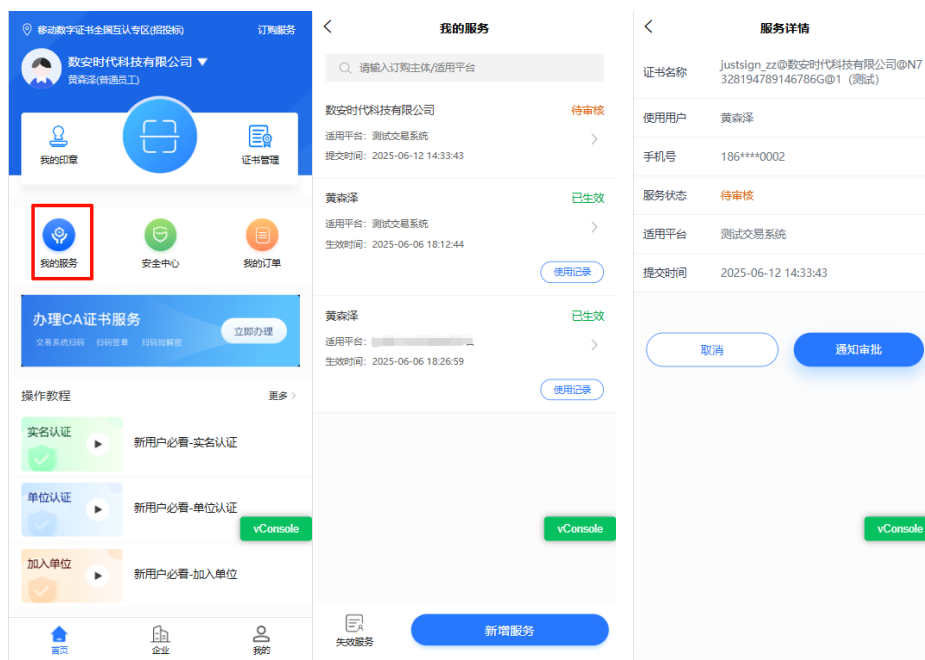 移动数字证书全国互认专区(招投标)
订购服务
数安时代科技有限公司 ▼
黄森泽(普通员工)
我的印章
证书管理
我的服务
安全中心
我的订单
办理CA证书服务
交易系统扫码 扫码签章 扫码加解密
立即办理
操作教程
更多
实名认证
新用户必看-实名认证
单位认证
新用户必看-单位认证
vConsole
加入单位
新用户必看-加入单位
首页
企业
我的
我的服务
请输入订购主体/适用平台
数安时代科技有限公司
待审核
适用平台: 测试交易系统
提交时间: 2025-06-12 14:33:43
黄森泽
已生效
适用平台: 测试交易系统
生效时间: 2025-06-06 18:12:44
使用记录
黄森泽
已生效
适用平台:
生效时间: 2025-06-06 18:26:59
使用记录
vConsole
失效服务
新增服务
服务详情
证书名称
justsign_zz@数安时代科技有限公司@N7
328194789146786G@1（测试）
使用用户 黄森泽
手机号 186****0002
服务状态 待审核
适用平台 测试交易系统
提交时间 2025-06-12 14:33:43
取消
通知审批
vConsole